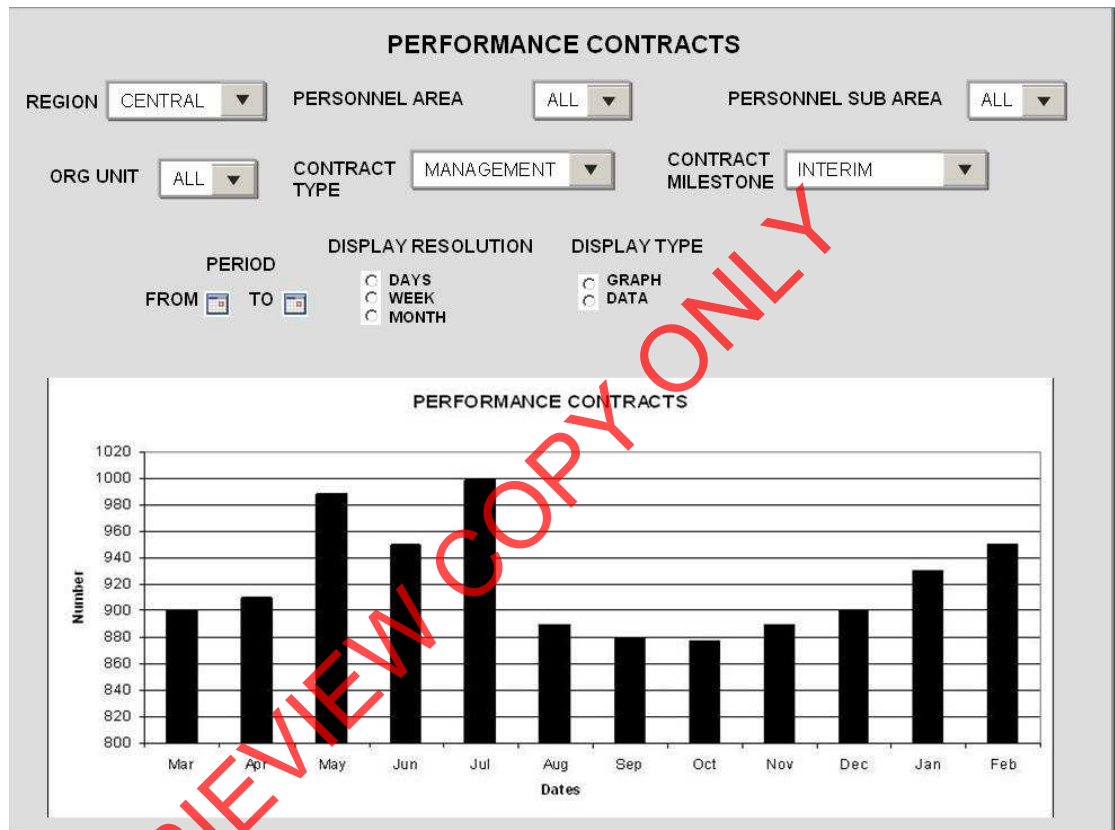 PERFORMANCE CONTRACTS
REGION CENTRAL PERSONNEL AREA ALL PERSONNEL SUB AREA ALL
ORG UNIT ALL CONTRACT TYPE MANAGEMENT CONTRACT MILESTONE INTERIM
PERIOD
FROM TO
DISPLAY RESOLUTION
DAYS
WEEK
MONTH
DISPLAY TYPE
GRAPH
DATA
PERFORMANCE CONTRACTS
1020
1000
980
960
940
920
900
880
860
840
820
800
Number
Mar Apr May Jun Jul Aug Sep Oct Nov Dec Jan Feb
Dates
REVIEW COPY ONLY